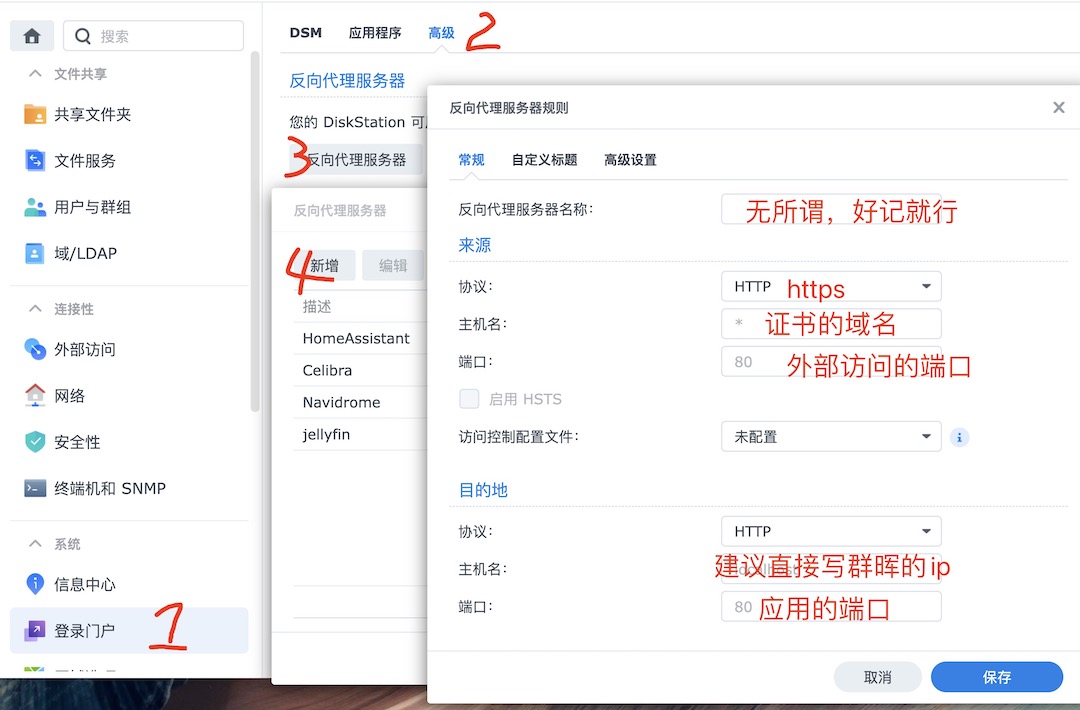 搜索
文件共享
共享文件夹
文件服务
用户与群组
域/LDAP
连接性
外部访问
网络
安全性
终端机和 SNMP
系统
信息中心
登录门户
1
DSM 应用程序 高级 2
反向代理服务器
您的 DiskStation 可
3 反向代理服务器
反向代理服务器
4 新增 编辑
描述
HomeAssistant
Celibra
Navidrome
jellyfin
反向代理服务器规则
常规 自定义标题 高级设置
反向代理服务器名称: 无所谓，好记就行
来源
协议: HTTP https
主机名: * 证书的域名
端口: 80 外部访问的端口
启用 HSTS
访问控制配置文件: 未配置
目的地
协议: HTTP
主机名: 建议直接写群晖的ip
端口: 80 应用的端口
取消 保存